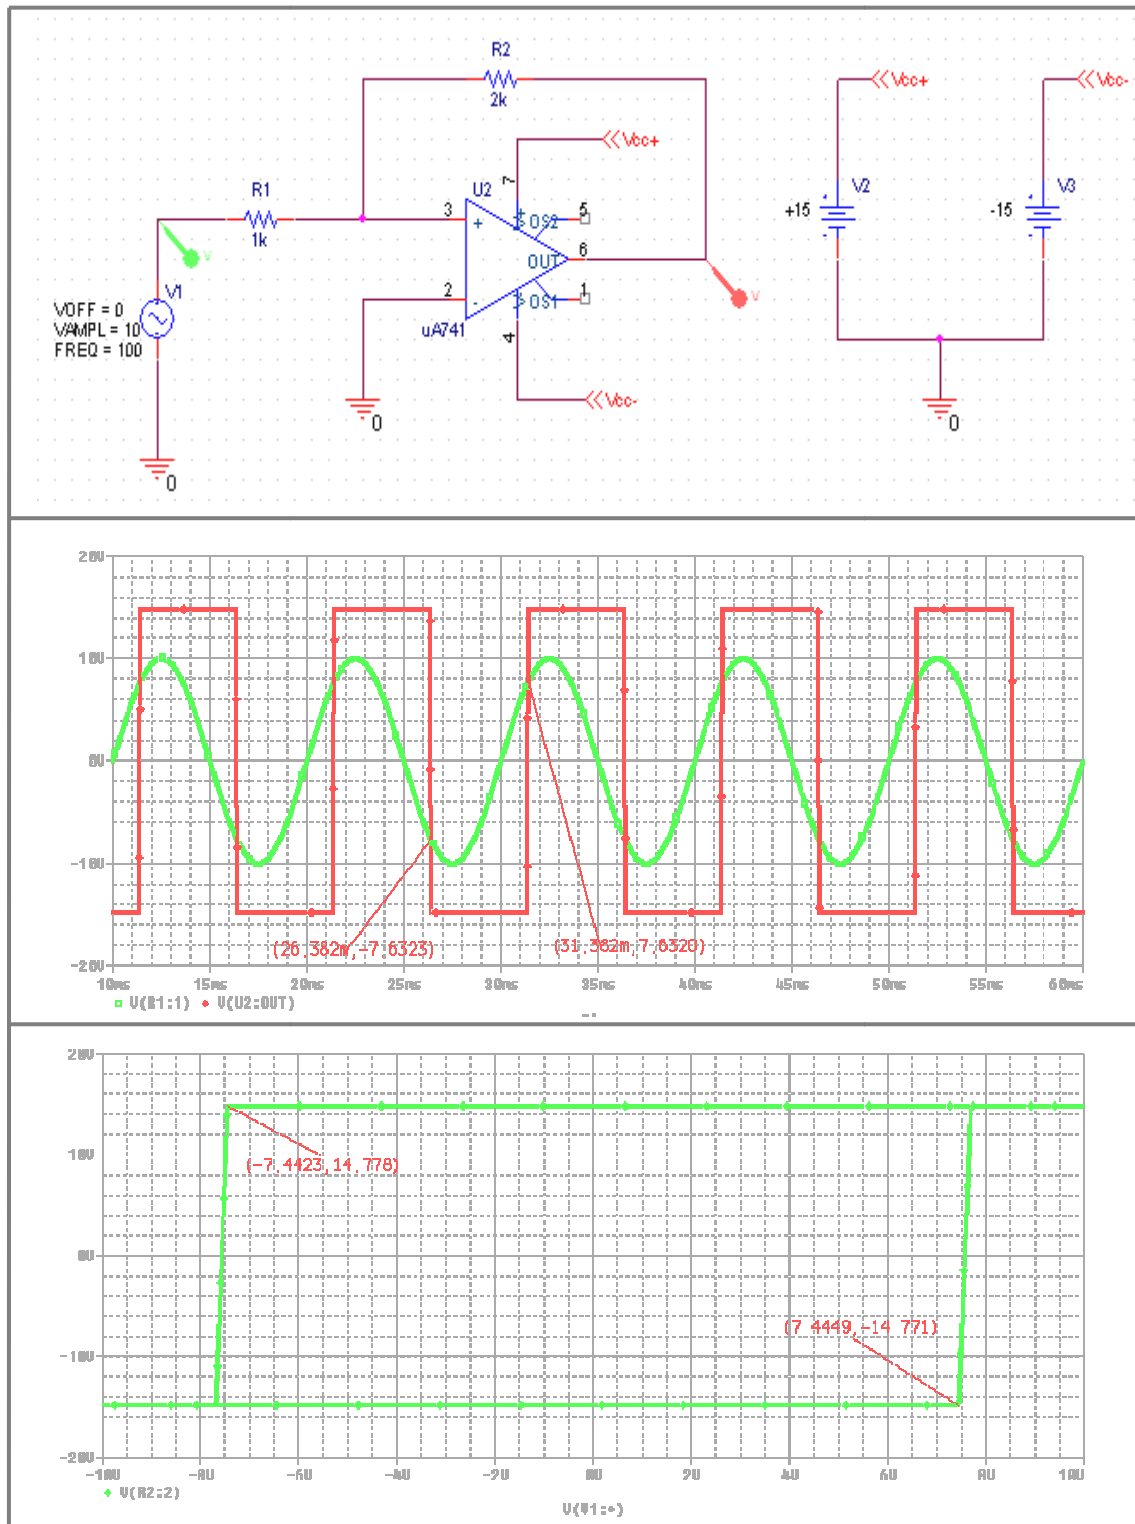 R2
2k
Vcc+
Vcc+
Vcc-
7
U2
R1
1k
3
+
+
OS2
5
V2
+15
V3
-15
OUT
6
V
V
2
-
OS1
1
uA741
4
V1
VOFF = 0
VAMPL = 10
FREQ = 100
Vcc-
0
0
0
20V
10V
0V
-10V
-20V
(26.382m,-7.6323)
(31.382m,7.6320)
10ms 15ms 20ms 25ms 30ms 35ms 40ms 45ms 50ms 55ms 60ms
V(R1:1) V(U2:OUT)
20V
10V
0V
-10V
-20V
(-7.4423,14.778)
(7.4449,-14.771)
-10V -8V -6V -4V -2V 0V 2V 4V 6V 8V 10V
V(R2:2)
V(V1:+)